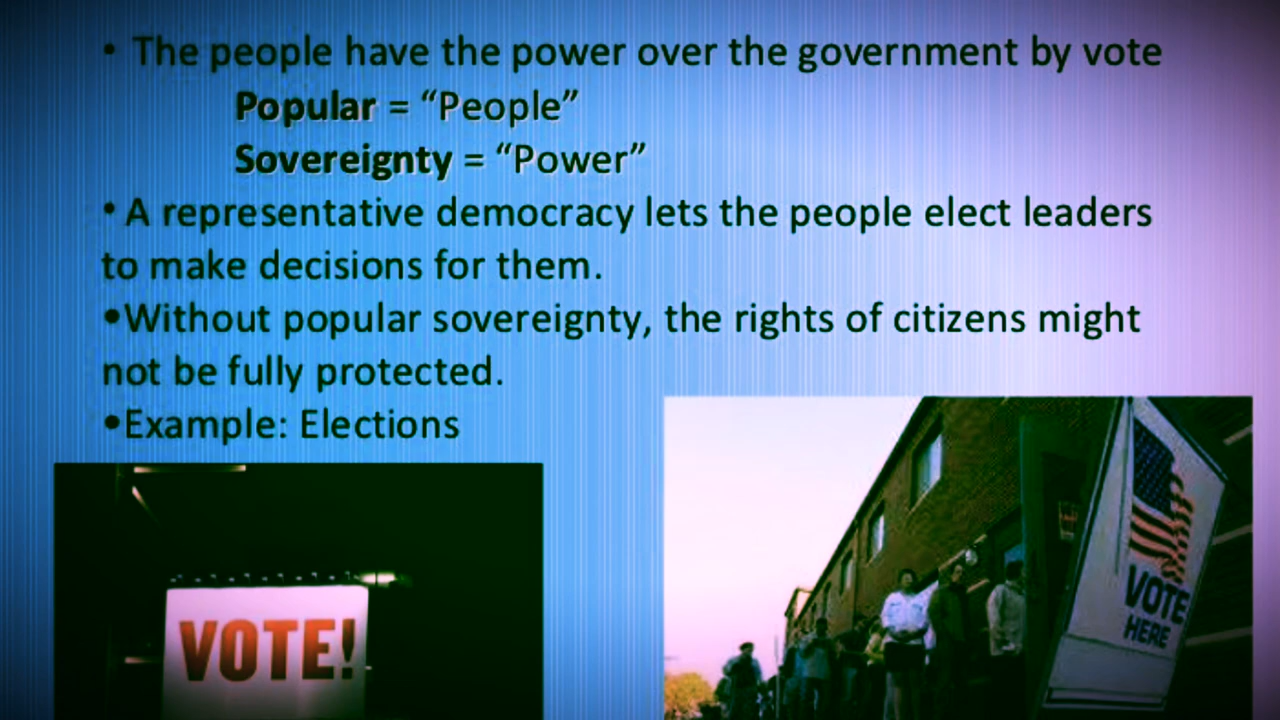 • The people have the power over the government by vote
Popular = “People”
Sovereignty = “Power”
• A representative democracy lets the people elect leaders
to make decisions for them.
•Without popular sovereignty, the rights of citizens might
not be fully protected.
•Example: Elections
VOTE!
VOTE
HERE